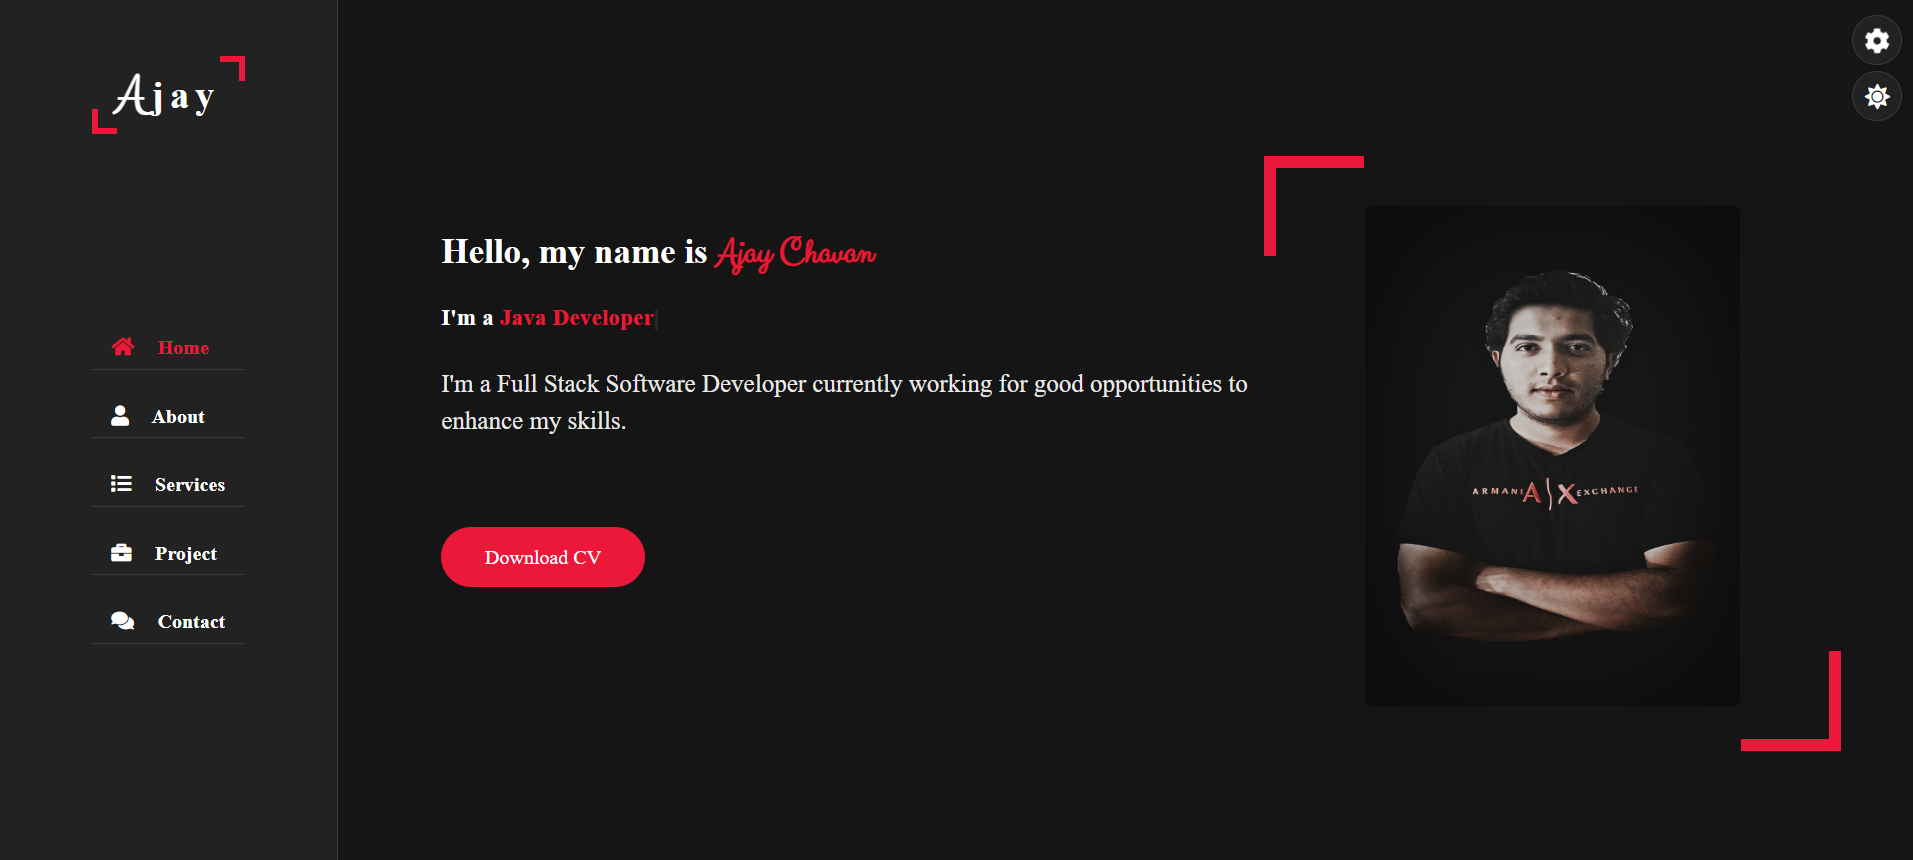 Ajay
Home
About
Services
Project
Contact
Hello, my name is Ajay Chavan
I'm a Java Developer
I'm a Full Stack Software Developer currently working for good opportunities to
enhance my skills.
Download CV
ARMANI A|X EXCHANGE